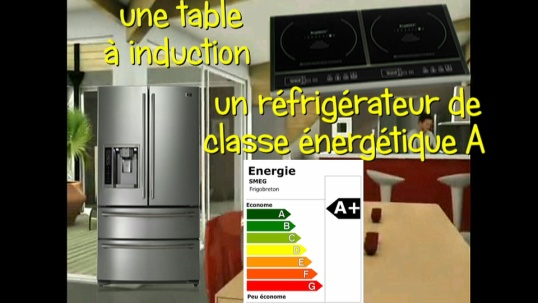 une table
à induction
un réfrigérateur de
classe énergétique A
Energie
SMEG
Frigobreton
Econome
A
B
C
D
E
F
G
Peu économe
A+